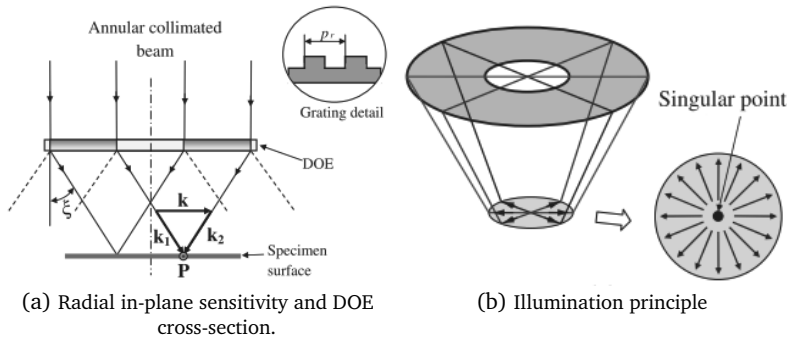 Annular collimated
beam
p r
Grating detail
DOE
ξ
k
k1
k2
P
Specimen
surface
(a) Radial in-plane sensitivity and DOE
cross-section.
Singular point
(b) Illumination principle